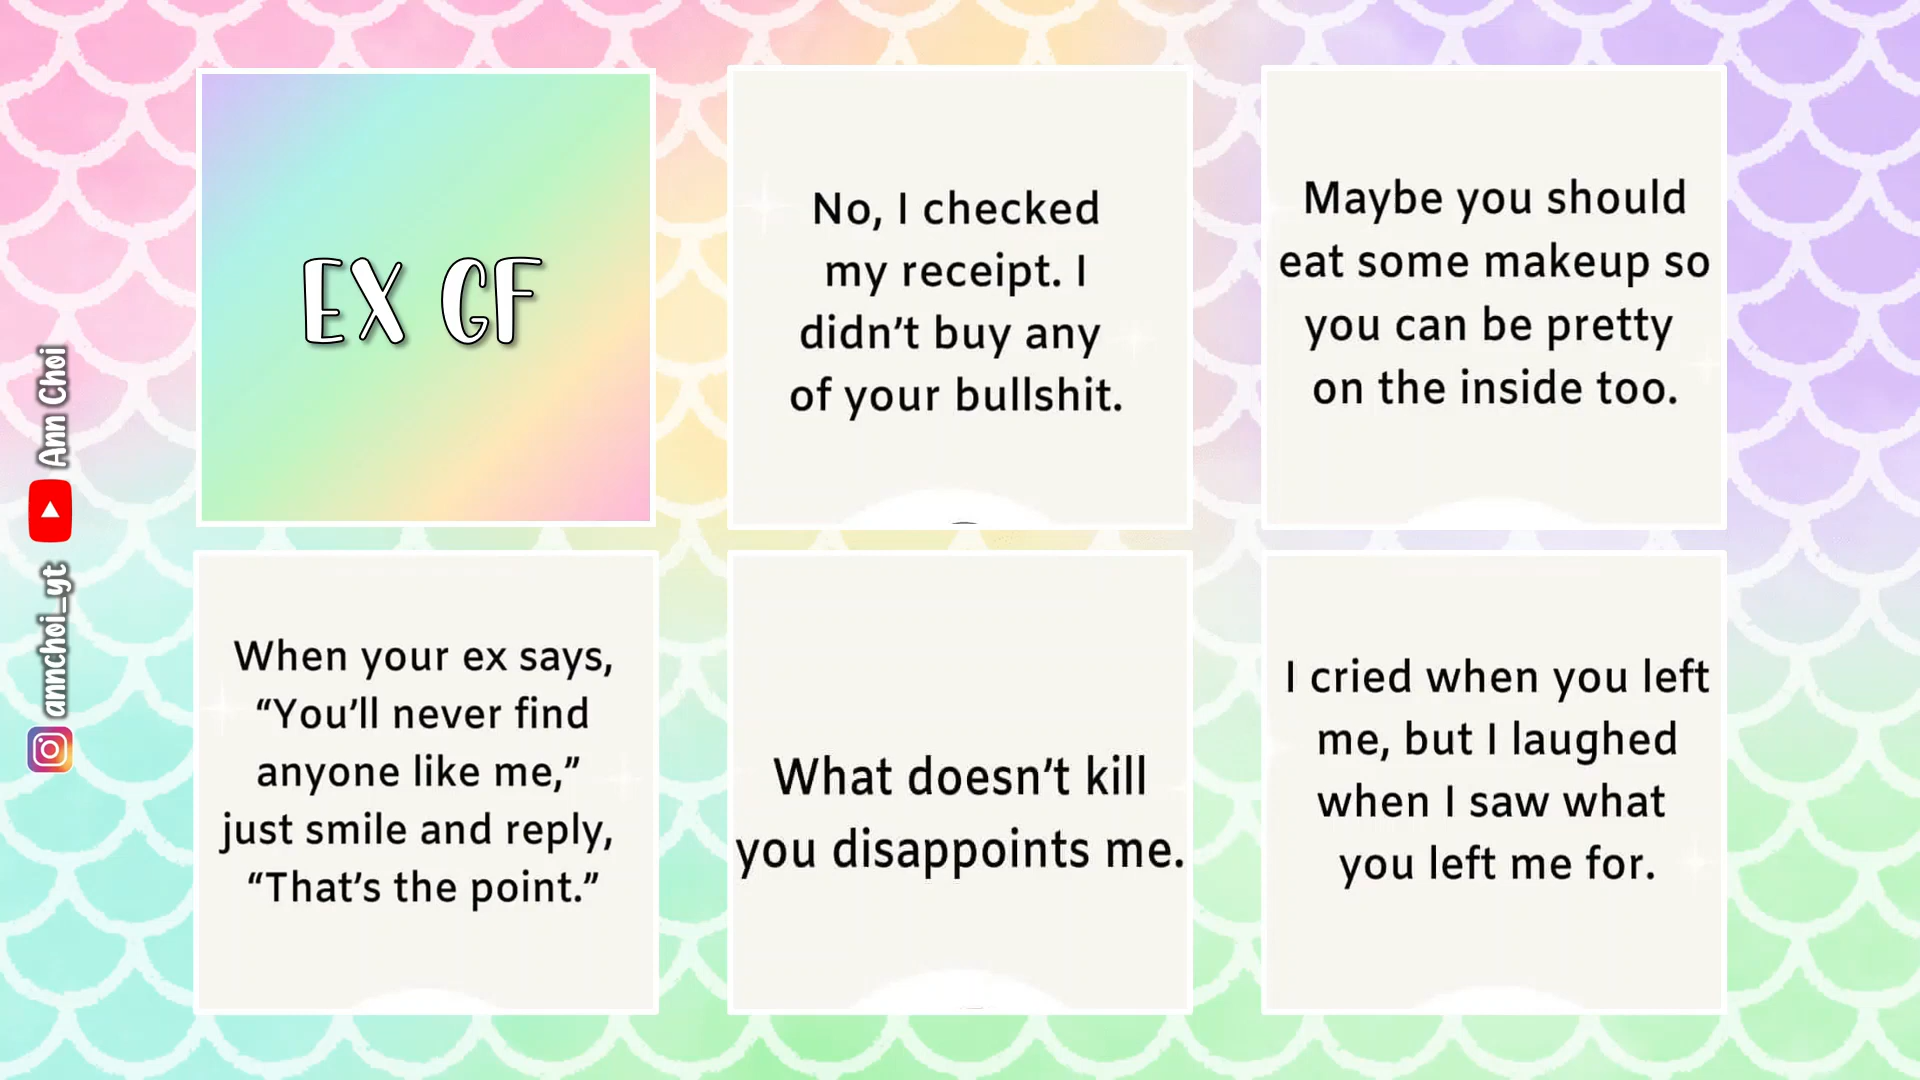 EX GF
No, I checked
my receipt. I
didn’t buy any
of your bullshit.
Maybe you should
eat some makeup so
you can be pretty
on the inside too.
When your ex says,
“You’ll never find
anyone like me,”
just smile and reply,
“That’s the point.”
What doesn’t kill
you disappoints me.
I cried when you left
me, but I laughed
when I saw what
you left me for.
Ann Choi
annchoi_yt